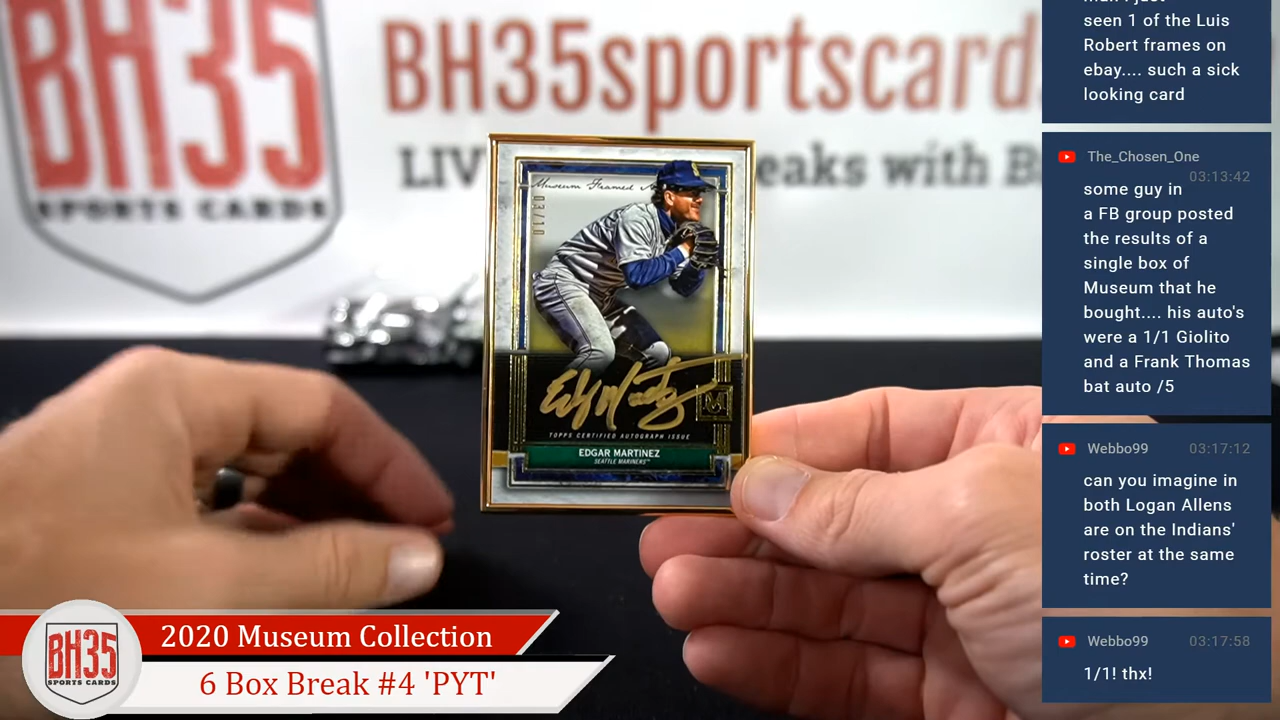 BH35
SPORTS CARDS
BH35sportscard
LIV eaks with B
Museum Framed
03/10
TOPPS CERTIFIED AUTOGRAPH ISSUE
M
EDGAR MARTINEZ
SEATTLE MARINERS™
BH35
SPORTS CARDS
2020 Museum Collection
6 Box Break #4 'PYT'
seen 1 of the Luis
Robert frames on
ebay.... such a sick
looking card
The_Chosen_One
03:13:42
some guy in
a FB group posted
the results of a
single box of
Museum that he
bought.... his auto's
were a 1/1 Giolito
and a Frank Thomas
bat auto /5
Webbo99 03:17:12
can you imagine in
both Logan Allens
are on the Indians'
roster at the same
time?
Webbo99 03:17:58
1/1! thx!